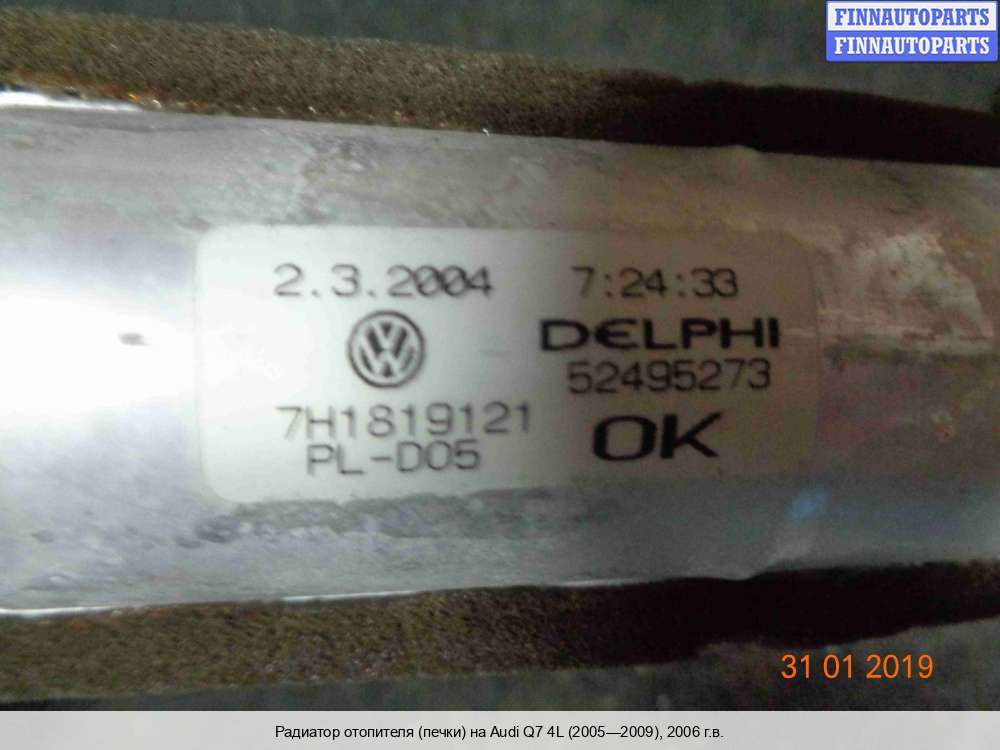 FINNAUTOPARTS
FINNAUTOPARTS
2.3.2004 7:24:33
DELPHI
52495273
7H1819121
PL-D05
OK
31 01 2019
Радиатор отопителя (печки) на Audi Q7 4L (2005—2009), 2006 г.в.